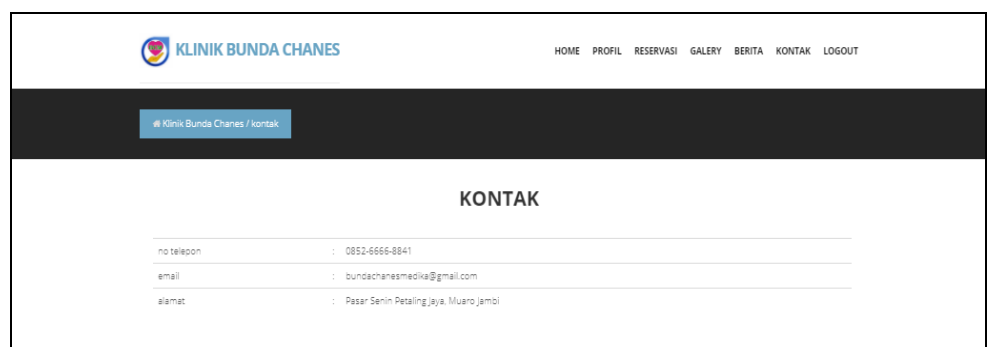 KLINIK BUNDA CHANES
HOME PROFIL RESERVASI GALERY BERITA KONTAK LOGOUT
Klinik Bunda Chanes / kontak
KONTAK
no telepon : 0852-6666-8841
email : bundachanesmedika@gmail.com
alamat : Pasar Senin Petaling Jaya, Muaro Jambi